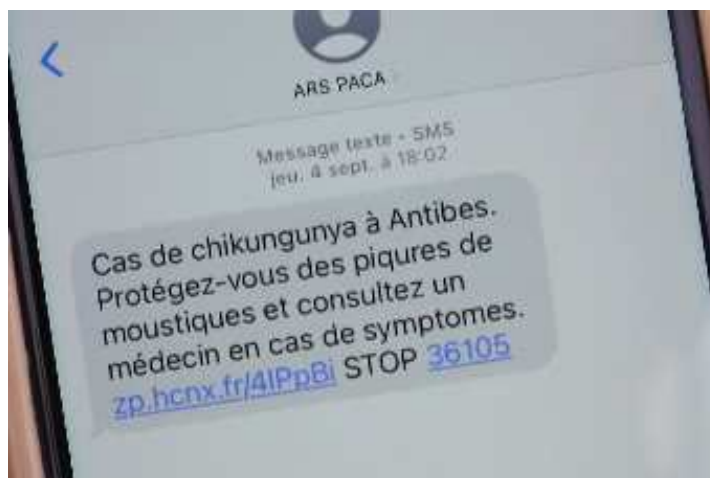 ARS PACA
Message texte • SMS
jeu. 4 sept. à 18:02
Cas de chikungunya à Antibes.
Protégez-vous des piqures de
moustiques et consultez un
médecin en cas de symptomes.
zp.hcnx.fr/4IPpBi STOP 36105